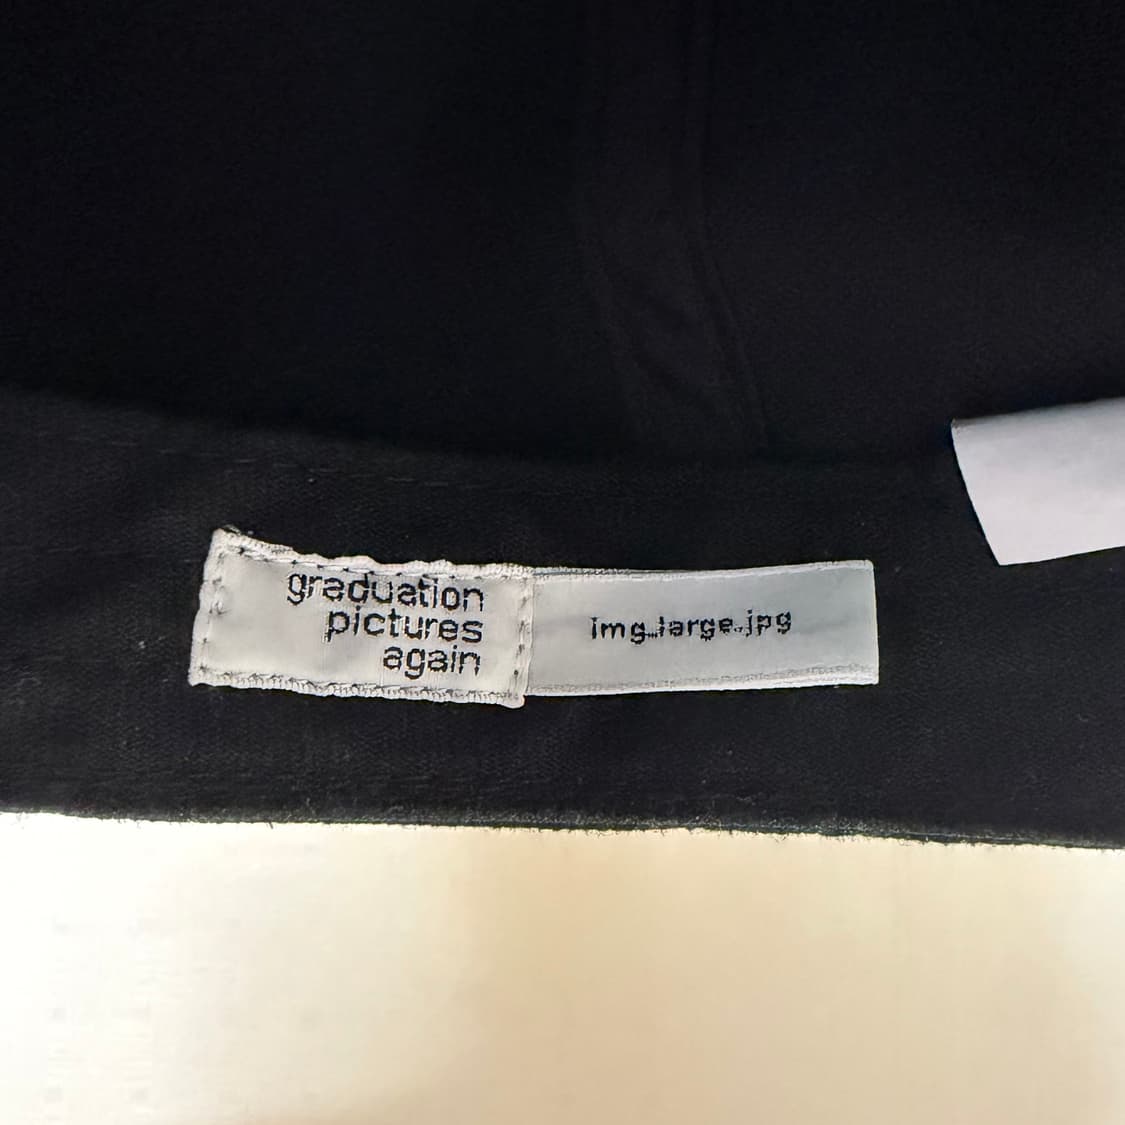 graduation
pictures
again
img_large.jpg